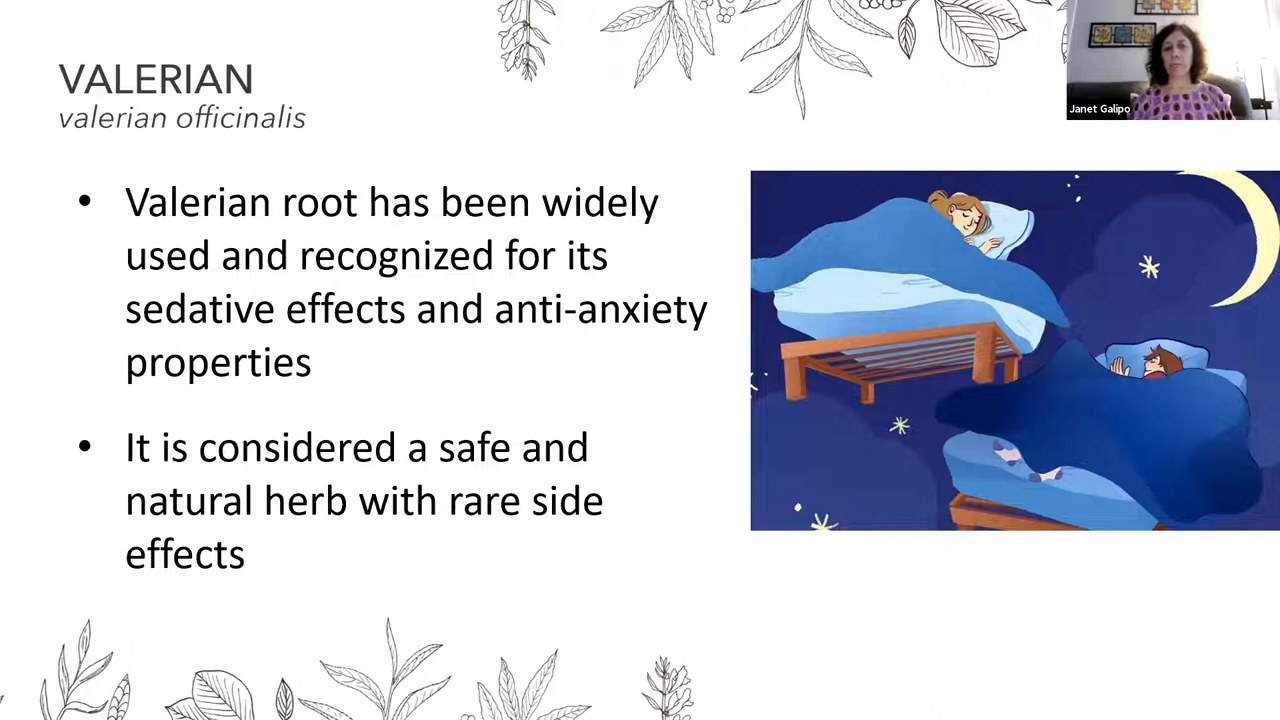 VALERIAN
valerian officinalis
Janet Galipo
• Valerian root has been widely
used and recognized for its
sedative effects and anti-anxiety
properties
• It is considered a safe and
natural herb with rare side
effects